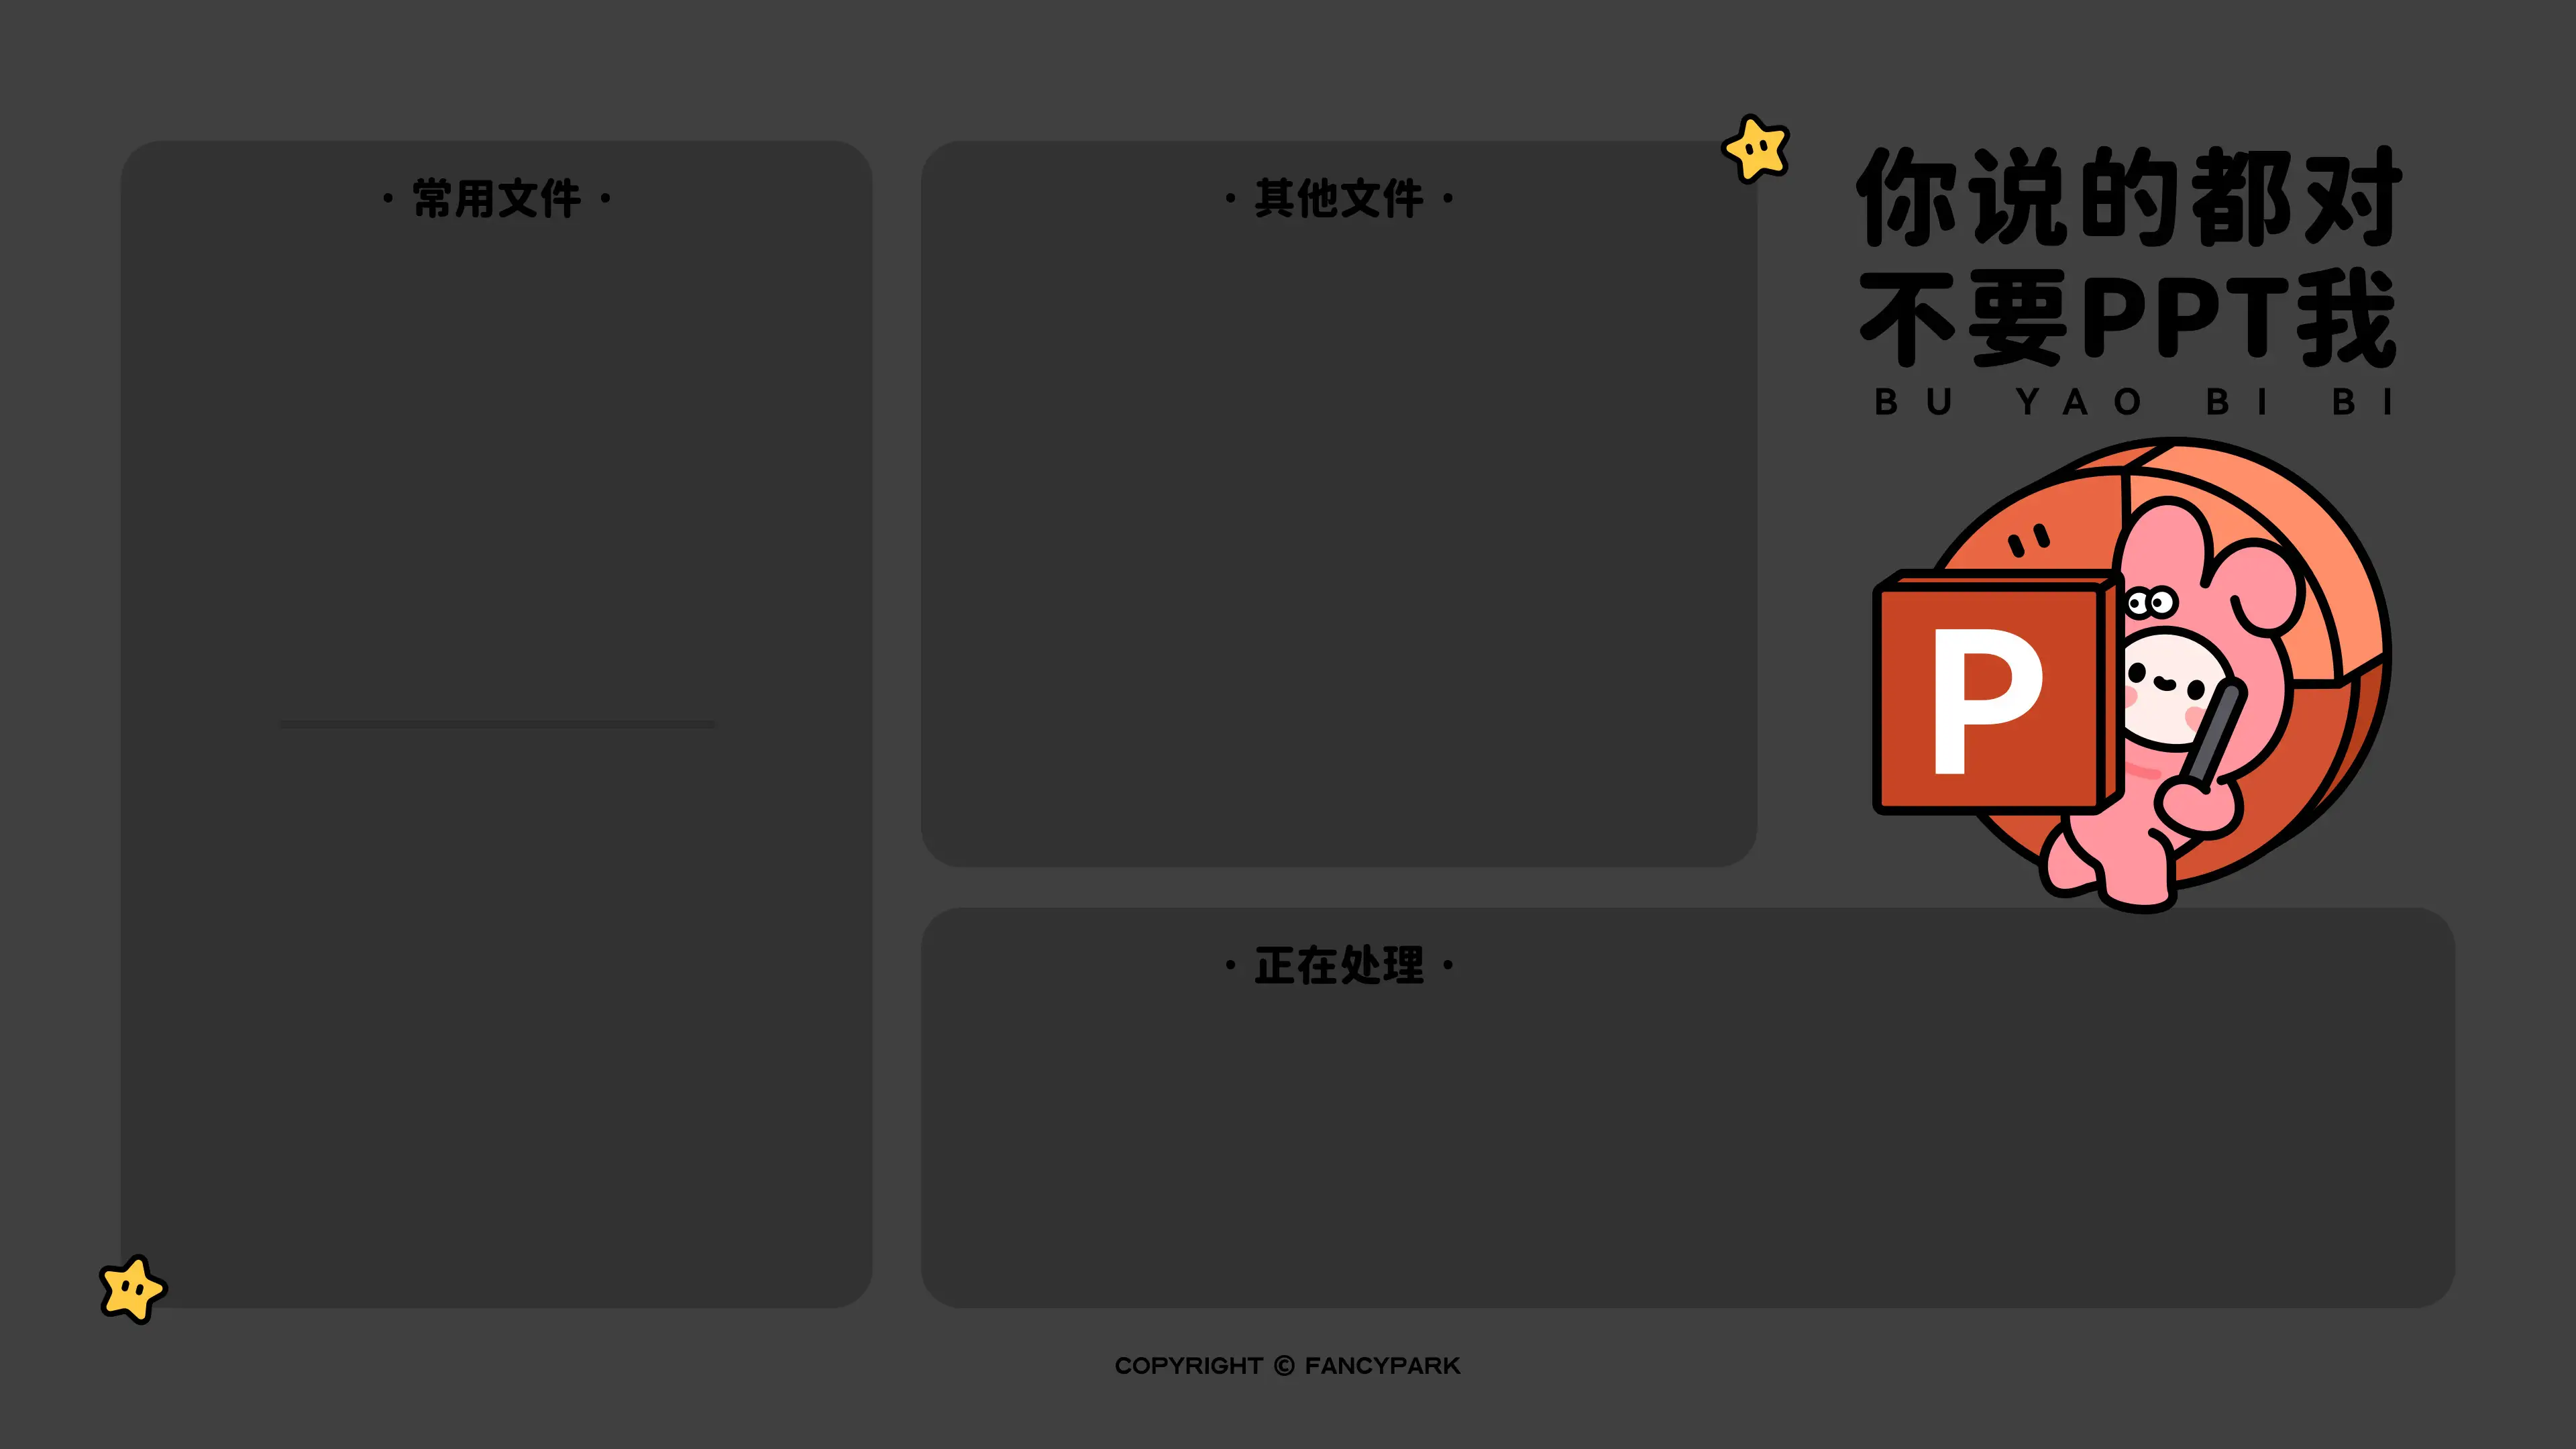 · 常用文件 ·
· 其他文件 ·
你说的都对
不要PPT我
BU YAO BI BI
P
· 正在处理 ·
COPYRIGHT © FANCYPARK